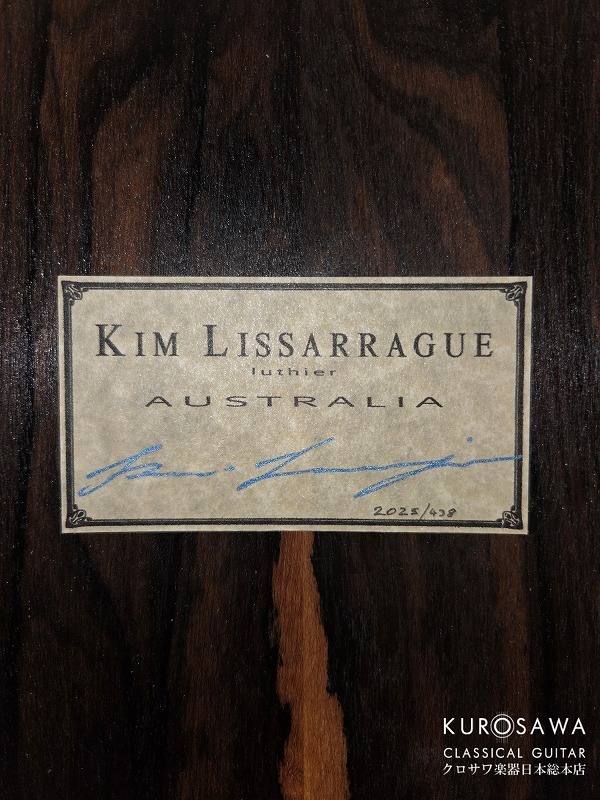 KIM LISSARRAGUE
luthier
AUSTRALIA
2025/438
KUROSAWA
CLASSICAL GUITAR
クロサワ楽器日本総本店